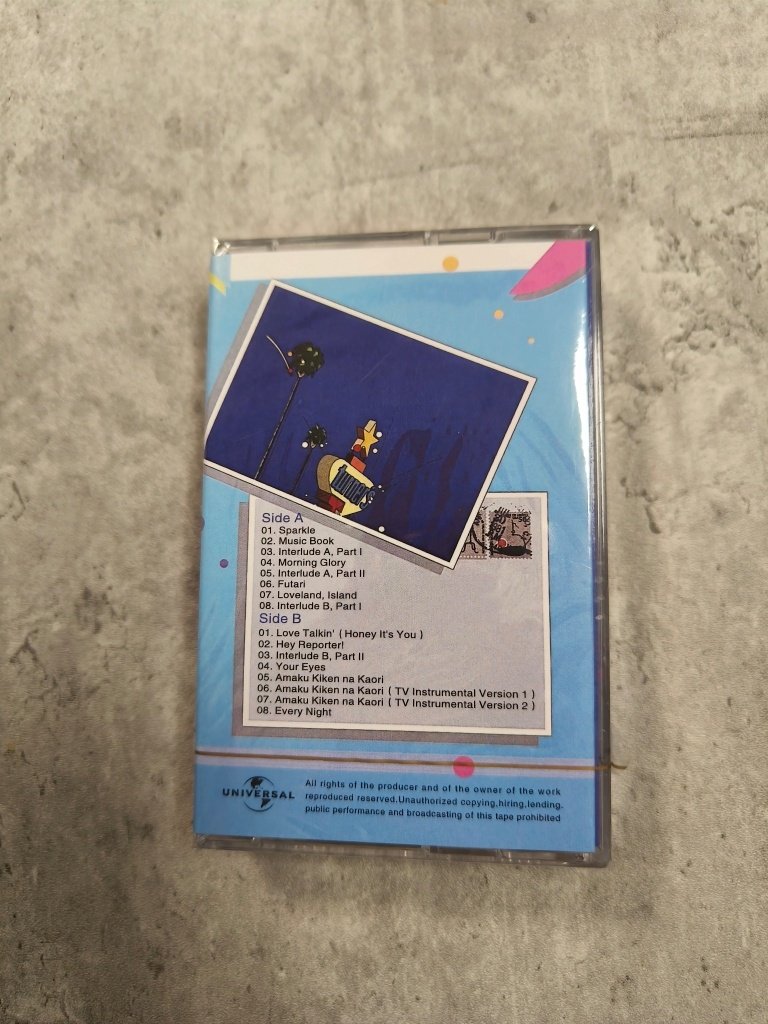 tuner's
Side A
01. Sparkle
02. Music Book
03. Interlude A, Part I
04. Morning Glory
05. Interlude A, Part II
06. Futari
07. Loveland, Island
08. Interlude B, Part I
Side B
01. Love Talkin' ( Honey It's You )
02. Hey Reporter!
03. Interlude B, Part II
04. Your Eyes
05. Amaku Kiken na Kaori
06. Amaku Kiken na Kaori ( TV Instrumental Version 1 )
07. Amaku Kiken na Kaori ( TV Instrumental Version 2 )
08. Every Night
UNIVERSAL
All rights of the producer and of the owner of the work
reproduced reserved.Unauthorized copying,hiring,lending.
public performance and broadcasting of this tape prohibited